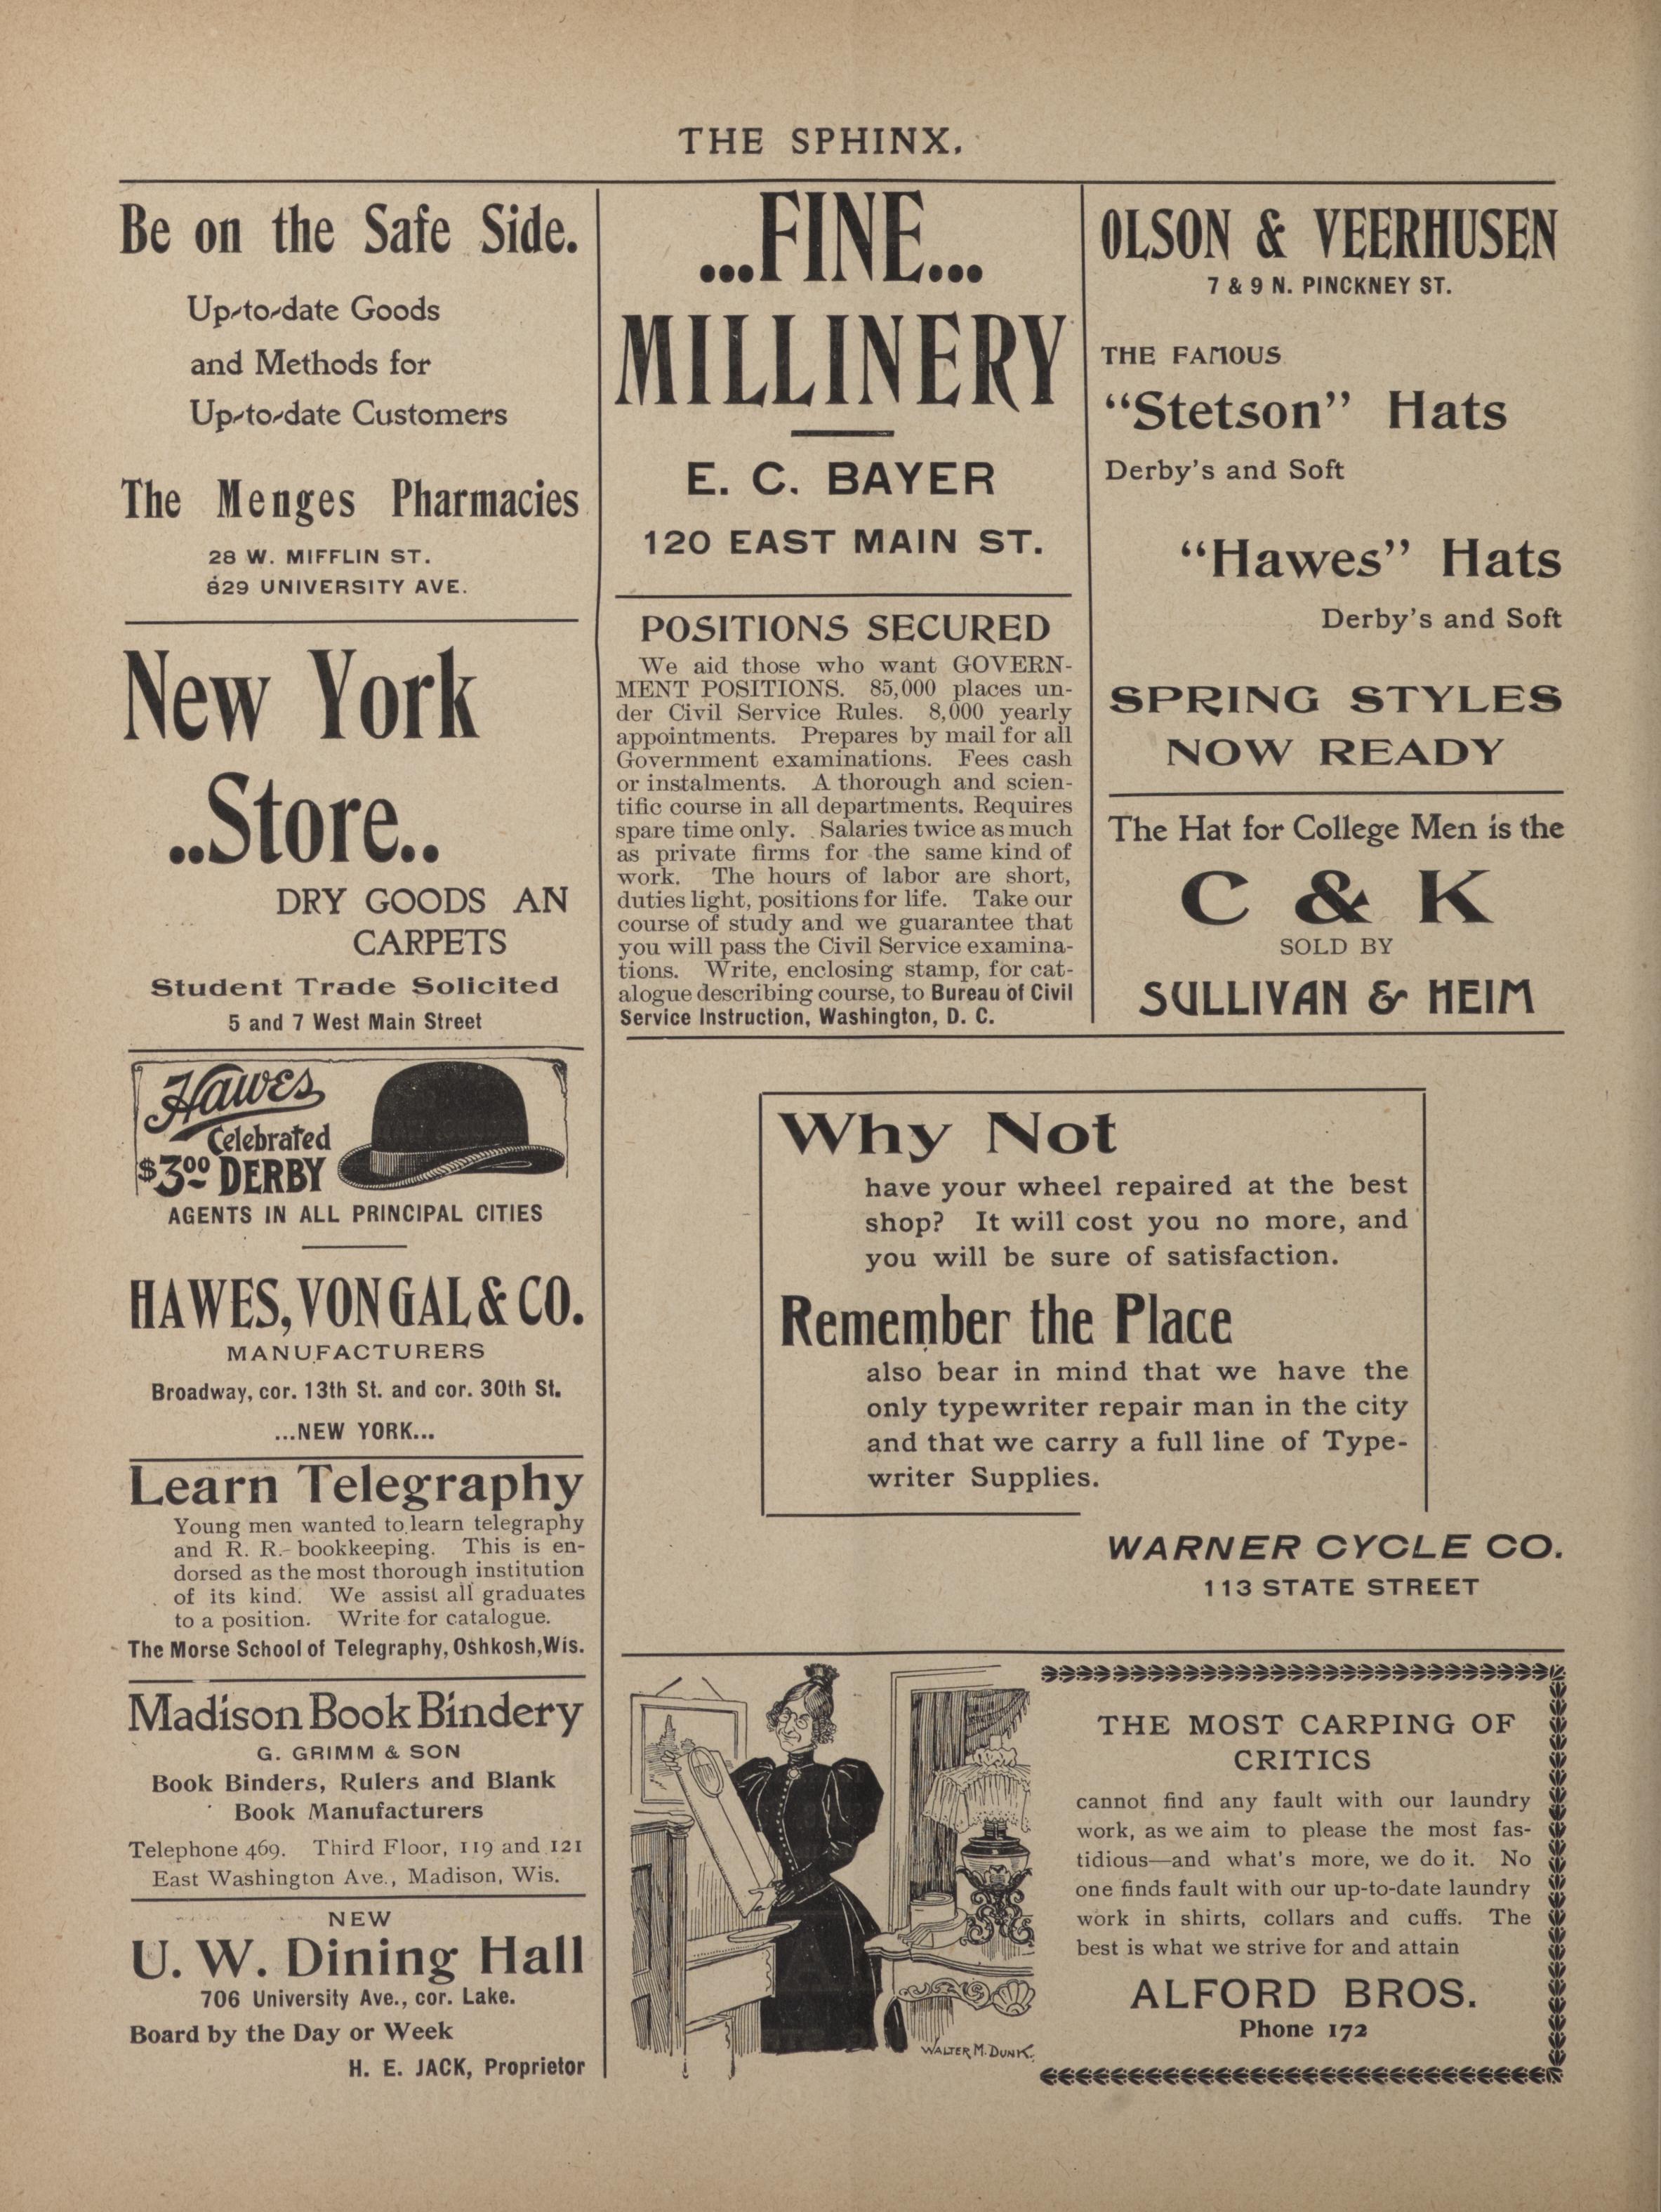 THE SPHINX.
Be on the Safe Side.
Up-to-date Goods
and Methods for
Up-to-date Customers
The Menges Pharmacies
28 W. MIFFLIN ST.
829 UNIVERSITY AVE.
New York
..Store..
DRY GOODS AN
CARPETS
Student Trade Solicited
5 and 7 West Main Street
Hawes
Celebrated
$3.00 DERBY
AGENTS IN ALL PRINCIPAL CITIES
HAWES, VON GAL & CO.
MANUFACTURERS
Broadway, cor. 13th St. and cor. 30th St.
...NEW YORK...
Learn Telegraphy
Young men wanted to learn telegraphy
and R. R. bookkeeping. This is en-
dorsed as the most thorough institution
of its kind. We assist all graduates
to a position. Write for catalogue.
The Morse School of Telegraphy, Oshkosh, Wis.
Madison Book Bindery
G. GRIMM & SON
Book Binders, Rulers and Blank
Book Manufacturers
Telephone 469. Third Floor, 119 and 121
East Washington Ave., Madison, Wis.
NEW
U. W. Dining Hall
706 University Ave., cor. Lake.
Board by the Day or Week
H. E. JACK, Proprietor
...FINE...
MILLINERY
E. C. BAYER
120 EAST MAIN ST.
POSITIONS SECURED
We aid those who want GOVERN-
MENT POSITIONS. 85,000 places un-
der Civil Service Rules. 8,000 yearly
appointments. Prepares by mail for all
Government examinations. Fees cash
or instalments. A thorough and scien-
tific course in all departments. Requires
spare time only. Salaries twice as much
as private firms for the same kind of
work. The hours of labor are short,
duties light, positions for life. Take our
course of study and we guarantee that
you will pass the Civil Service examina-
tions. Write, enclosing stamp, for cat-
alogue describing course, to Bureau of Civil
Service Instruction, Washington, D. C.
OLSON & VEERHUSEN
7 & 9 N. PINCKNEY ST.
THE FAMOUS
"Stetson" Hats
Derby's and Soft
"Hawes" Hats
Derby's and Soft
SPRING STYLES
NOW READY
The Hat for College Men is the
C & K
SOLD BY
SULLIVAN & HEIM
Why Not
have your wheel repaired at the best
shop? It will cost you no more, and
you will be sure of satisfaction.
Remember the Place
also bear in mind that we have the
only typewriter repair man in the city
and that we carry a full line of Type-
writer Supplies.
WARNER CYCLE CO.
113 STATE STREET
WALTER M. DUNK.
THE MOST CARPING OF
CRITICS
cannot find any fault with our laundry
work, as we aim to please the most fas-
tidious—and what's more, we do it. No
one finds fault with our up-to-date laundry
work in shirts, collars and cuffs. The
best is what we strive for and attain
ALFORD BROS.
Phone 172